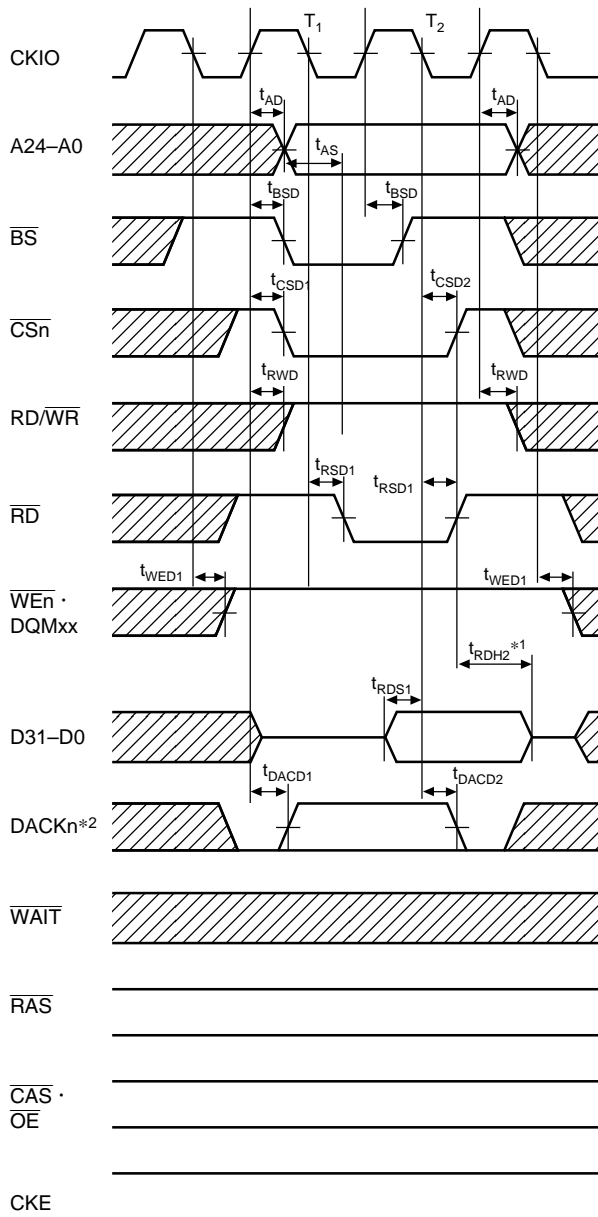 T1 T2
CKIO
tAD tAD
A24–A0
tAS
tBSD tBSD
BS
tCSD1 tCSD2
CSn
tRWD tRWD
RD/WR
tRSD1 tRSD1
RD
tWED1 tWED1
WEn ·
DQMxx
tRDH2*1
tRDS1
D31–D0
tDACD1 tDACD2
DACKn*2
WAIT
RAS
CAS ·
OE
CKE